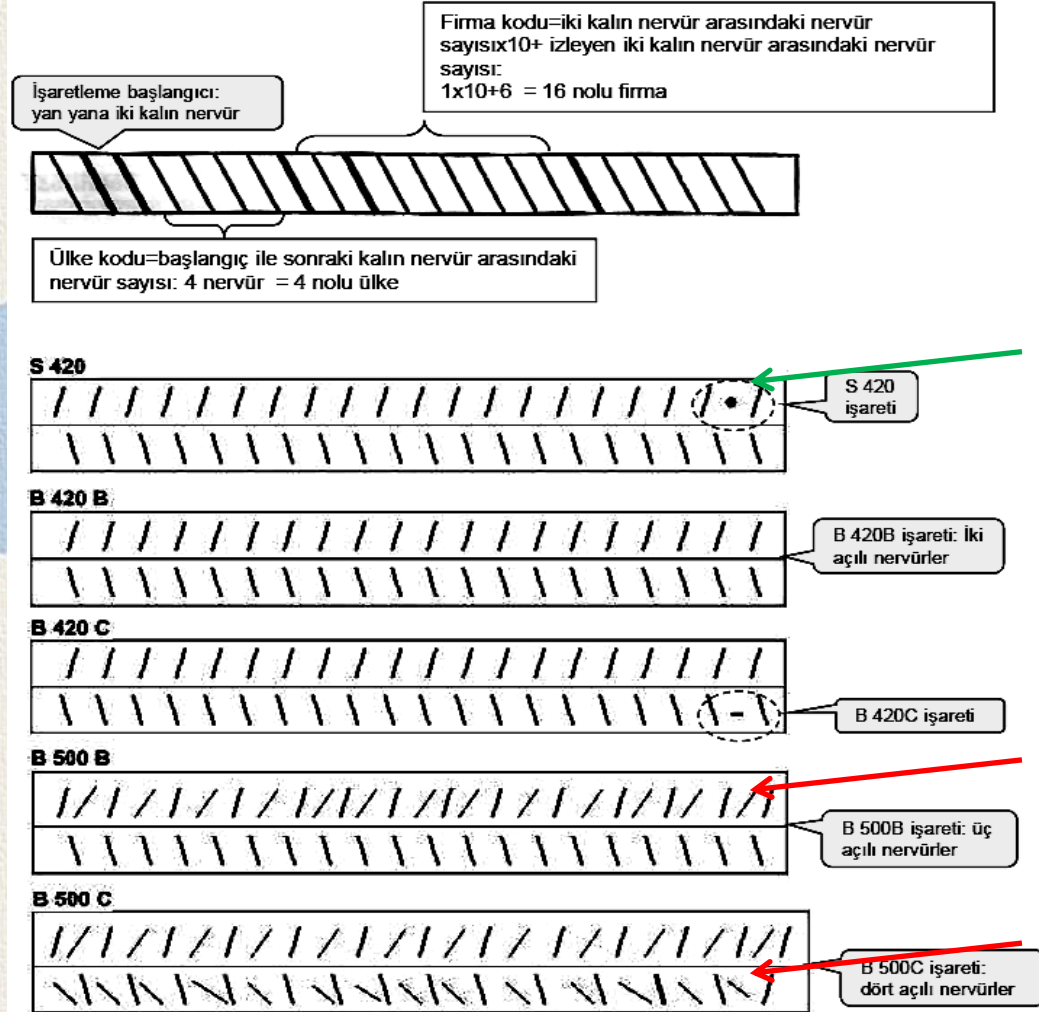 Firma kodu=iki kalın nervür arasındaki nervür
sayısıx10+ izleyen iki kalın nervür arasındaki nervür
sayısı:
1x10+6 = 16 nolu firma
İşaretleme başlangıcı:
yan yana iki kalın nervür
Ülke kodu=başlangıç ile sonraki kalın nervür arasındaki
nervür sayısı: 4 nervür = 4 nolu ülke
S 420
S 420
işareti
B 420 B
B 420B işareti: İki
açılı nervürler
B 420 C
B 420C işareti
B 500 B
B 500B işareti: üç
açılı nervürler
B 500 C
B 500C işareti:
dört açılı nervürler